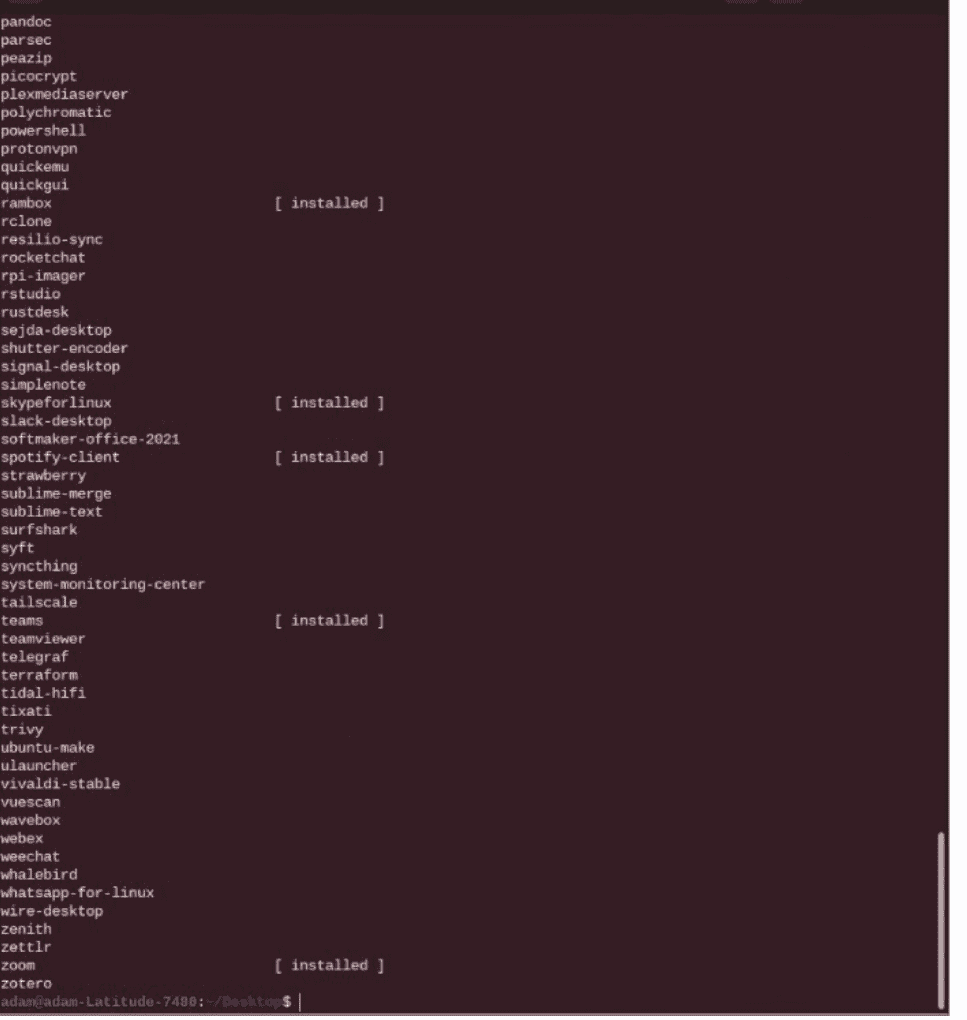 pandoc
parsec
peazip
picocrypt
plexmediaserver
polychromatic
powershell
protonvpn
quickemu
quickgui
rambox [ installed ]
rclone
resilio-sync
rocketchat
rpi-imager
rstudio
rustdesk
sejda-desktop
shutter-encoder
signal-desktop
simplenote
skypeforlinux [ installed ]
slack-desktop
softmaker-office-2021
spotify-client [ installed ]
strawberry
sublime-merge
sublime-text
surfshark
syft
syncthing
system-monitoring-center
tailscale
teams [ installed ]
teamviewer
telegraf
terraform
tidal-hifi
tixati
trivy
ubuntu-make
ulauncher
vivaldi-stable
vuescan
wavebox
webex
weechat
whalebird
whatsapp-for-linux
wire-desktop
zenith
zettlr
zoom [ installed ]
zotero
adam@adam-Latitude-7490:~/Desktop$